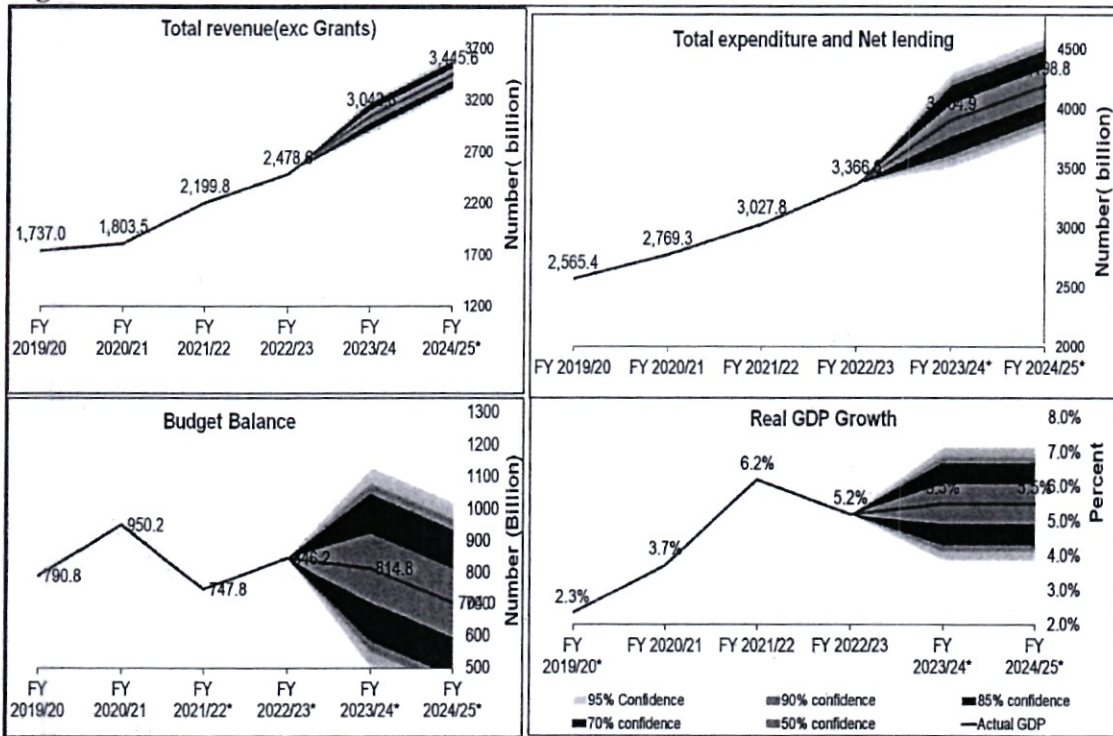 Total revenue(exc Grants)
3700
3,445.6
3200
2,478.6
2700
2,199.8
2200
1,803.5
1,737.0
1700
1200
Number( billion)
FY 2019/20
FY 2020/21
FY 2021/22
FY 2022/23
FY 2023/24
FY 2024/25*
Total expenditure and Net lending
4500
4000
3500
3,027.8
3000
2,769.3
2,565.4
2500
2000
Number( billion)
FY 2019/20
FY 2020/21
FY 2021/22
FY 2022/23
FY 2023/24*
FY 2024/25*
Budget Balance
1300
1200
1100
1000
950.2
900
790.8
800
747.8
814.8
700
600
500
Number (Billion)
FY 2019/20
FY 2020/21
FY 2021/22*
FY 2022/23*
FY 2023/24*
FY 2024/25*
Real GDP Growth
8.0%
7.0%
6.2%
6.0%
5.2%
5.0%
3.7%
4.0%
3.0%
2.3%
2.0%
Percent
FY 2019/20*
FY 2020/21
FY 2021/22
FY 2022/23
FY 2023/24*
FY 2024/25*
95% Confidence
90% confidence
85% confidence
70% confidence
50% confidence
Actual GDP